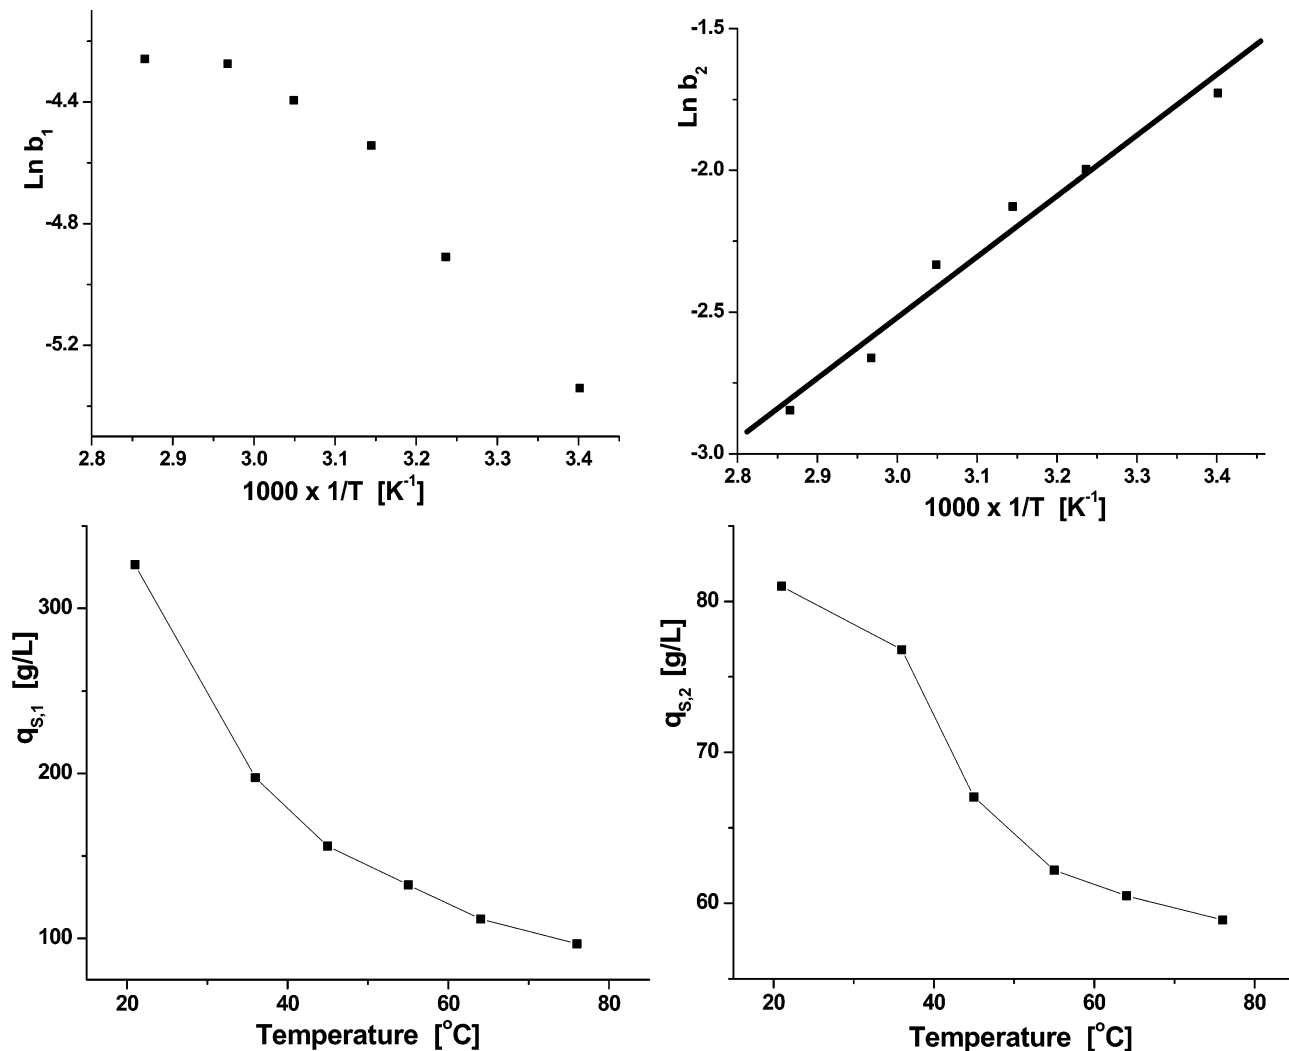 Ln b1
-4.4
-4.8
-5.2
2.8 2.9 3.0 3.1 3.2 3.3 3.4
1000 x 1/T [K-1]
Ln b2
-1.5
-2.0
-2.5
-3.0
2.8 2.9 3.0 3.1 3.2 3.3 3.4
1000 x 1/T [K-1]
qS,1 [g/L]
300
200
100
20 40 60 80
Temperature [oC]
qS,2 [g/L]
80
70
60
20 40 60 80
Temperature [oC]